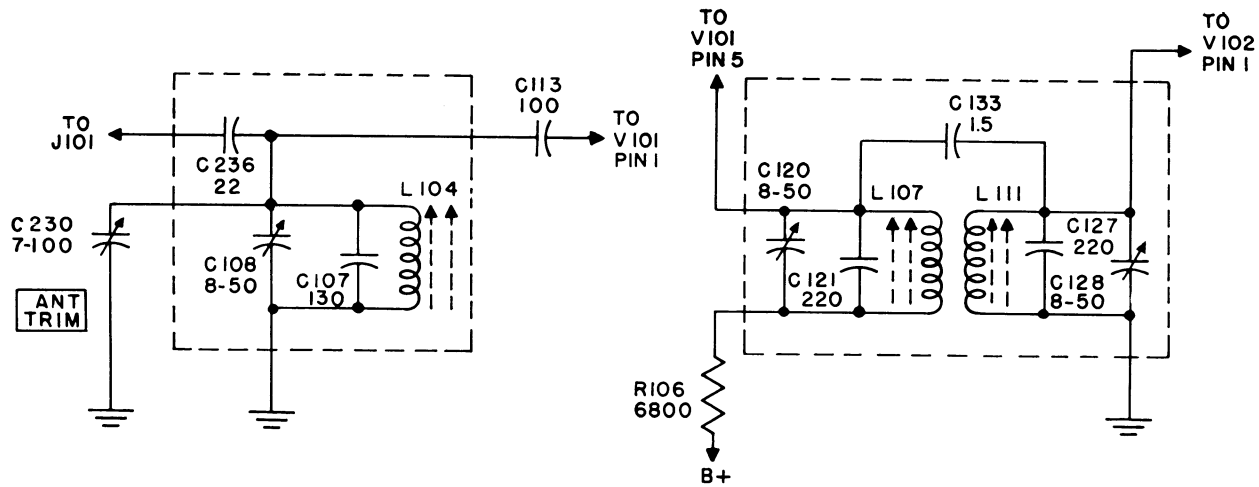 TO
J101
C236
22
C113
100
TO
V101
PIN 1
C230
7-100
ANT
TRIM
C108
8-50
C107
130
L104
TO
V101
PIN 5
TO
V102
PIN 1
C133
1.5
C120
8-50
L107
L111
C121
220
C127
220
C128
8-50
R106
6800
B+